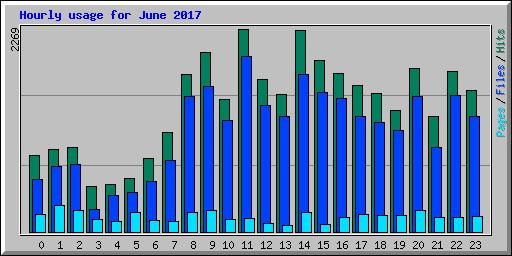 Hourly usage for June 2017
2269
Pages/Files/Hits
0 1 2 3 4 5 6 7 8 9 10 11 12 13 14 15 16 17 18 19 20 21 22 23